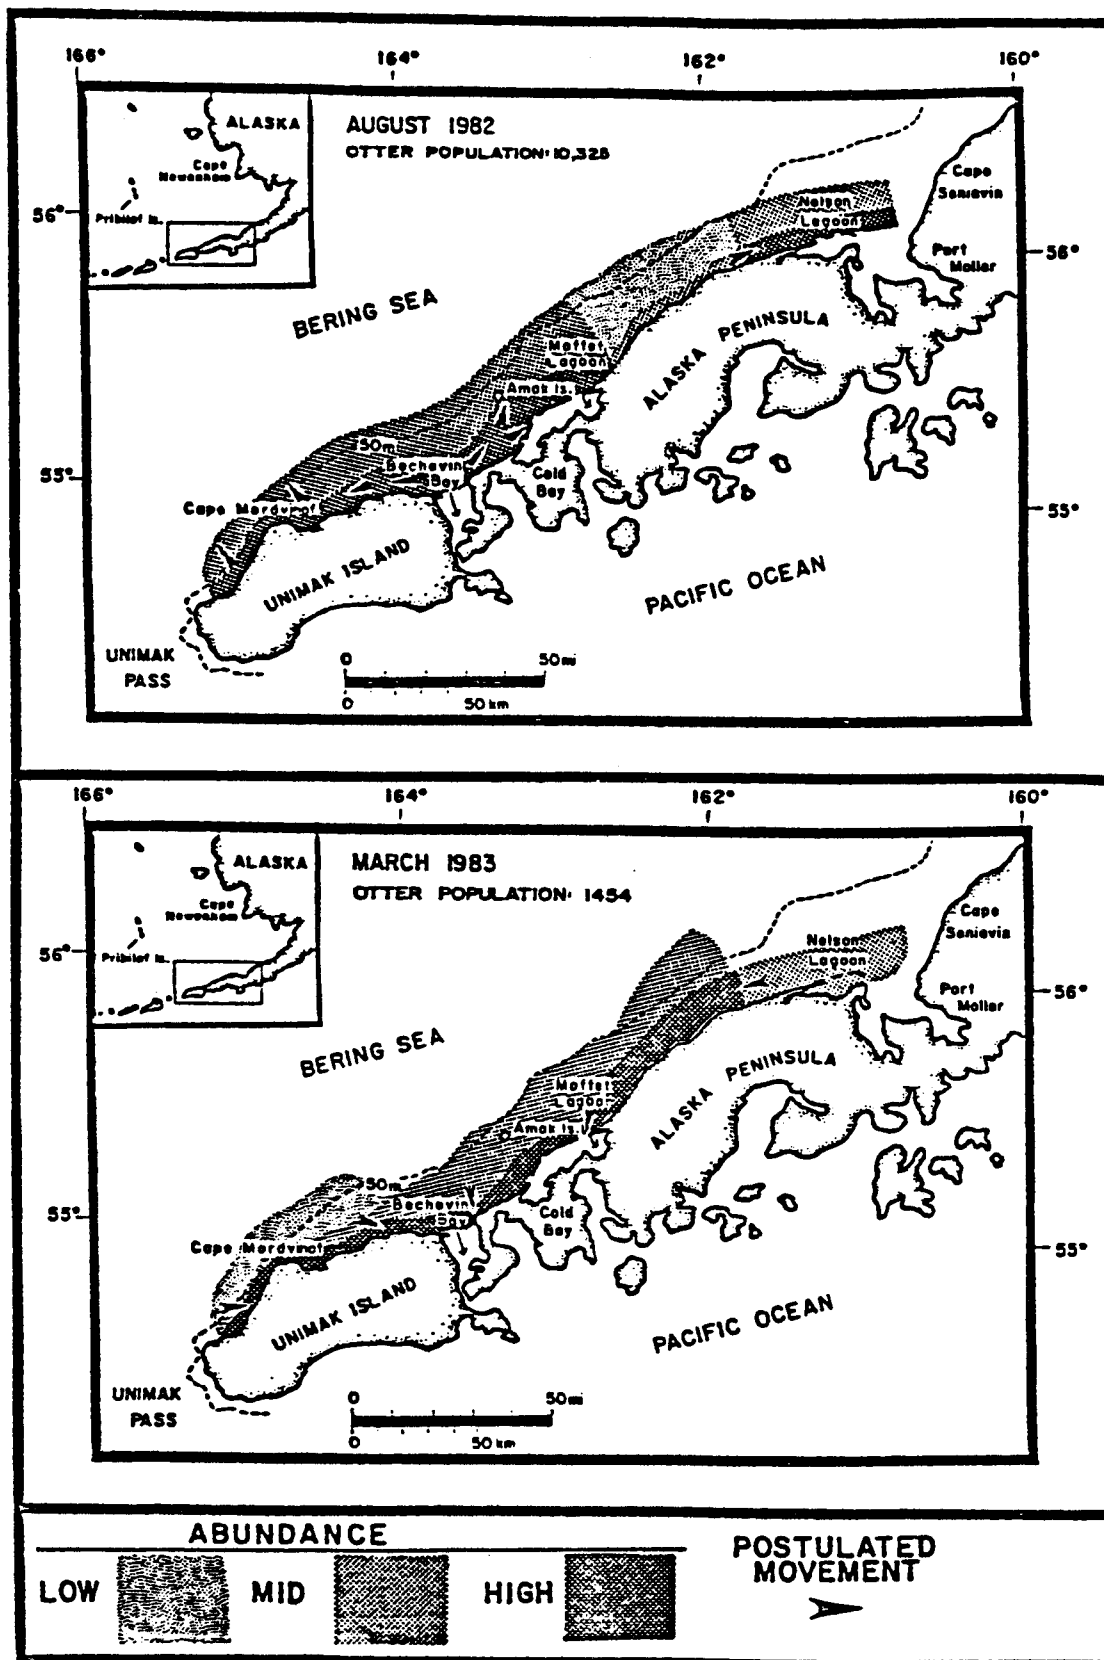 166°
164°
162°
160°
AUGUST 1982
OTTER POPULATION: 10,325
ALASKA
Cape
Newenham
Pribilof Is.
56°
56°
Cape
Seniavin
Port
Moller
Nelson
Lagoon
BERING SEA
ALASKA PENINSULA
Moffet
Lagoon
Amak Is.
50m
Bechevin
Bay
Cold
Bay
55°
55°
Cape Mordvinof
UNIMAK ISLAND
PACIFIC OCEAN
UNIMAK
PASS
0
50mi
0
50 km
166°
164°
162°
160°
MARCH 1983
OTTER POPULATION: 1454
ALASKA
Cape
Newenham
Pribilof Is.
56°
56°
Cape
Seniavin
Port
Moller
Nelson
Lagoon
BERING SEA
ALASKA PENINSULA
Moffet
Lagoon
Amak Is.
50m
Bechevin
Bay
Cold
Bay
55°
55°
Cape Mordvinof
UNIMAK ISLAND
PACIFIC OCEAN
UNIMAK
PASS
0
50mi
0
50 km
ABUNDANCE
LOW
MID
HIGH
POSTULATED
MOVEMENT